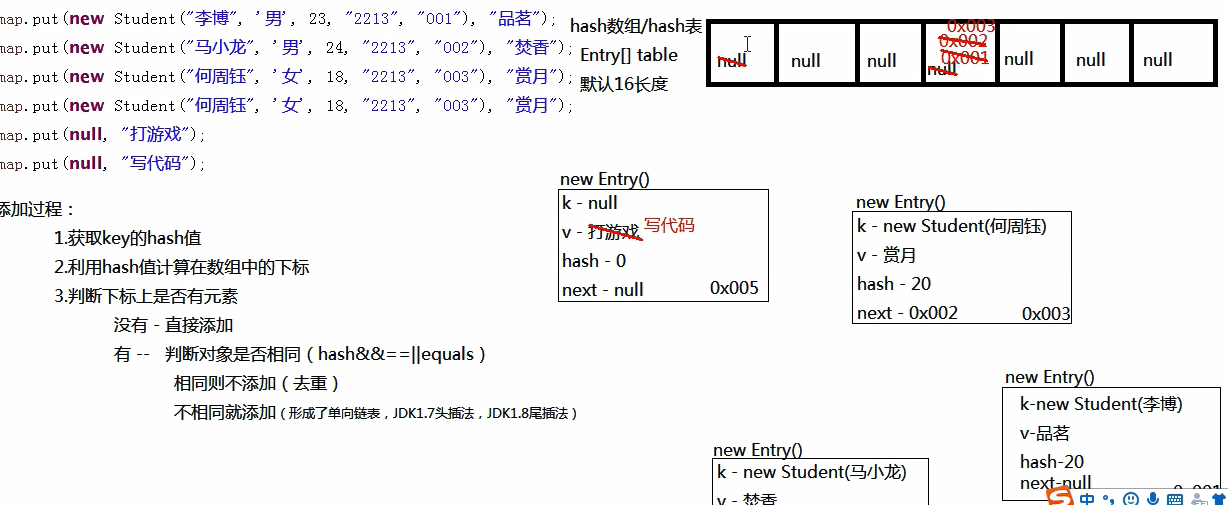 map.put(new Student("李博", '男', 23, "2213", "001"), "品茗");
map.put(new Student("马小龙", '男', 24, "2213", "002"), "焚香");
map.put(new Student("何周钰", '女', 18, "2213", "003"), "赏月");
map.put(new Student("何周钰", '女', 18, "2213", "003"), "赏月");
map.put(null, "打游戏");
map.put(null, "写代码");
hash数组/hash表
Entry[] table
默认16长度
0x003
0x002
0x001
null null null null null null null
添加过程：
1.获取key的hash值
2.利用hash值计算在数组中的下标
3.判断下标上是否有元素
没有 - 直接添加
有 -- 判断对象是否相同（hash&&==||equals）
相同则不添加（去重）
不相同就添加（形成了单向链表，JDK1.7头插法，JDK1.8尾插法）
new Entry()
k - null
v - 打游戏 写代码
hash - 0
next - null 0x005
new Entry()
k - new Student(何周钰)
v - 赏月
hash - 20
next - 0x002 0x003
new Entry()
k-new Student(李博)
v-品茗
hash-20
next-null
new Entry()
k - new Student(马小龙)
v - 焚香
中